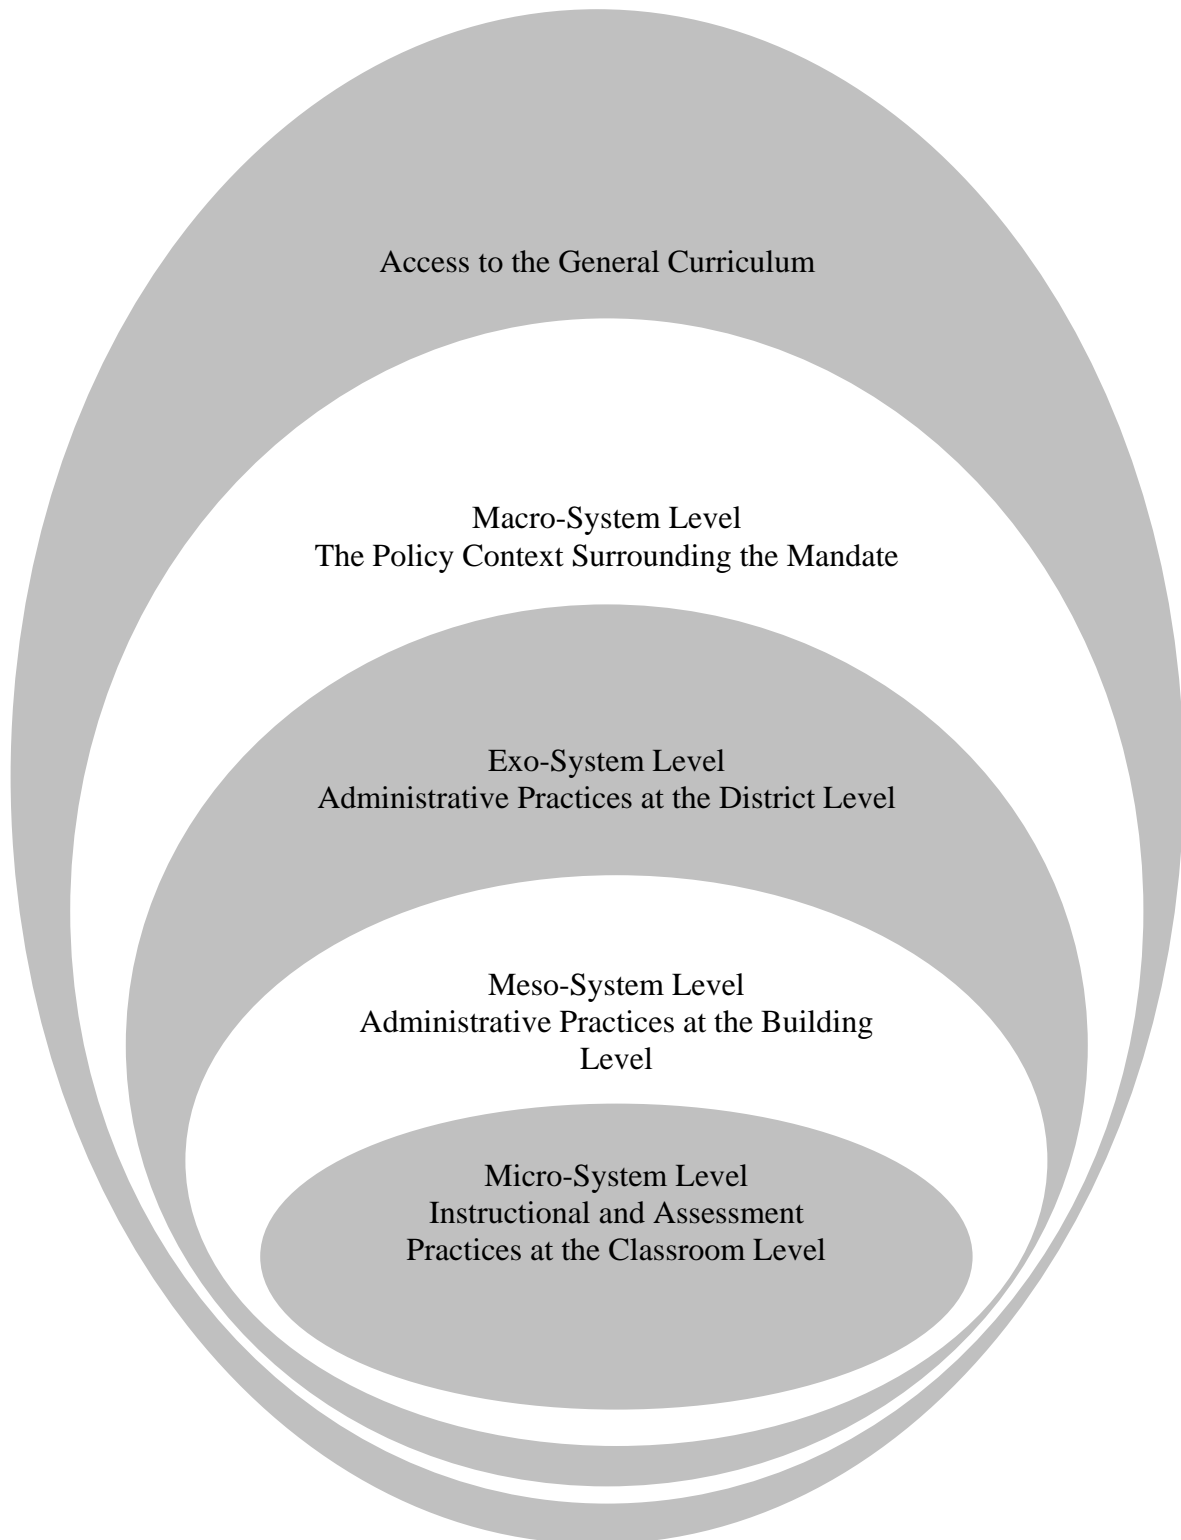 Access to the General Curriculum
Macro-System Level
The Policy Context Surrounding the Mandate
Exo-System Level
Administrative Practices at the District Level
Meso-System Level
Administrative Practices at the Building
Level
Micro-System Level
Instructional and Assessment
Practices at the Classroom Level